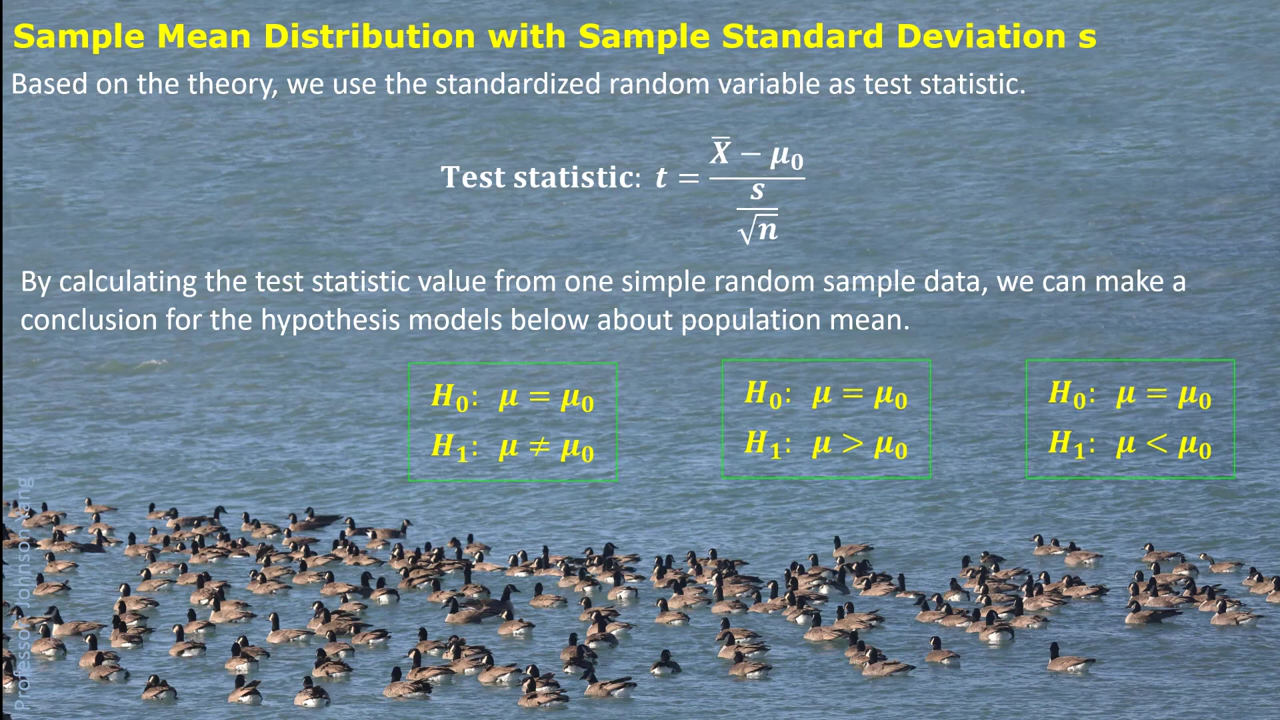 Sample Mean Distribution with Sample Standard Deviation s
Based on the theory, we use the standardized random variable as test statistic.
Test statistic: t = (X̄ − μ₀) / (s / √n)
By calculating the test statistic value from one simple random sample data, we can make a
conclusion for the hypothesis models below about population mean.
H₀: μ = μ₀
H₁: μ ≠ μ₀
H₀: μ = μ₀
H₁: μ > μ₀
H₀: μ = μ₀
H₁: μ < μ₀
Professor Johnson